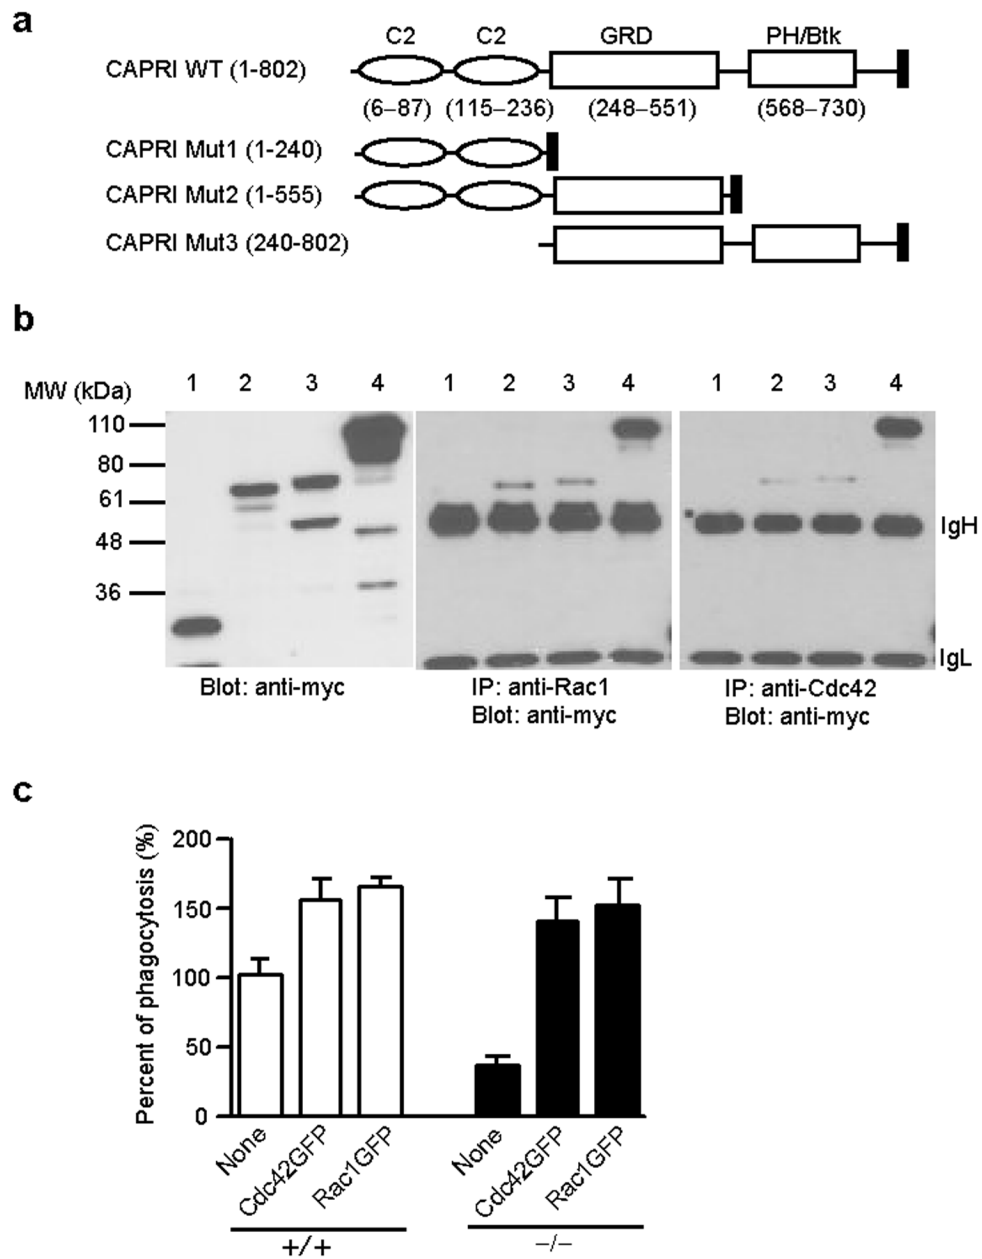 a
C2 C2 GRD PH/Btk
CAPRI WT (1-802)
(6–87) (115–236) (248–551) (568–730)
CAPRI Mut1 (1-240)
CAPRI Mut2 (1-555)
CAPRI Mut3 (240-802)
b
MW (kDa) 1 2 3 4 1 2 3 4 1 2 3 4
110
80
61
48
36
IgH
IgL
Blot: anti-myc
IP: anti-Rac1
Blot: anti-myc
IP: anti-Cdc42
Blot: anti-myc
c
Percent of phagocytosis (%)
200
150
100
50
0
None
Cdc42GFP
Rac1GFP
None
Cdc42GFP
Rac1GFP
+/+
–/–